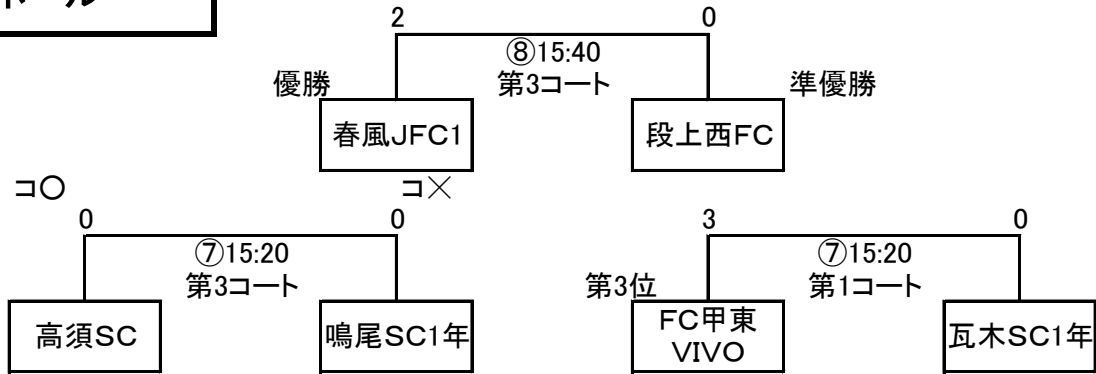 2 0
⑧15:40
優勝 第3コート 準優勝
春風JFC1 段上西FC
コ○ コ×
0 0 3 0
⑦15:20 ⑦15:20
第3コート 第3位 第1コート
高須SC 鳴尾SC1年 FC甲東 瓦木SC1年
VIVO